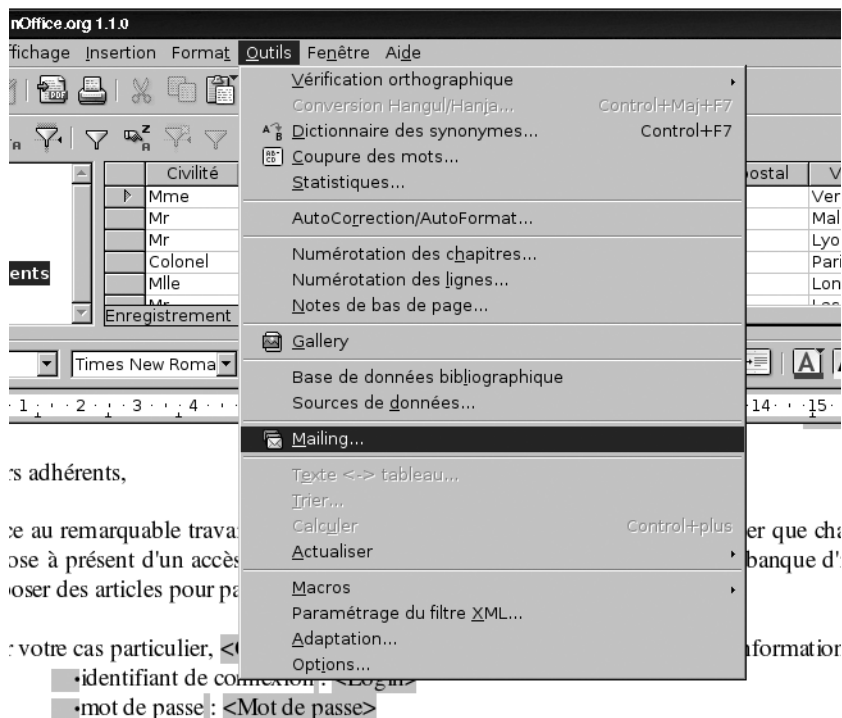 nOffice.org 1.1.0
ffichage Insertion Format Outils Fenêtre Aide
Vérification orthographique
Conversion Hangul/Hanja... Control+Maj+F7
Dictionnaire des synonymes... Control+F7
Coupure des mots...
Statistiques...
AutoCorrection/AutoFormat...
Numérotation des chapitres...
Numérotation des lignes...
Notes de bas de page...
Gallery
Base de données bibliographique
Sources de données...
Mailing...
Texte <-> tableau...
Trier...
Calculer Control+plus
Actualiser
Macros
Paramétrage du filtre XML...
Adaptation...
Options...
Civilité
Mme
Mr
Mr
Colonel
Mlle
Mr
Enregistrement
ents
ostal V
Ver
Mal
Lyo
Pari
Lon
Times New Roma
1 2 3 4 14 15
rs adhérents,
ce au remarquable trava er que cha
ose à présent d'un accès banque d'
poser des articles pour pa
r votre cas particulier, < nformation
•identifiant de connexion : <Login>
•mot de passe : <Mot de passe>